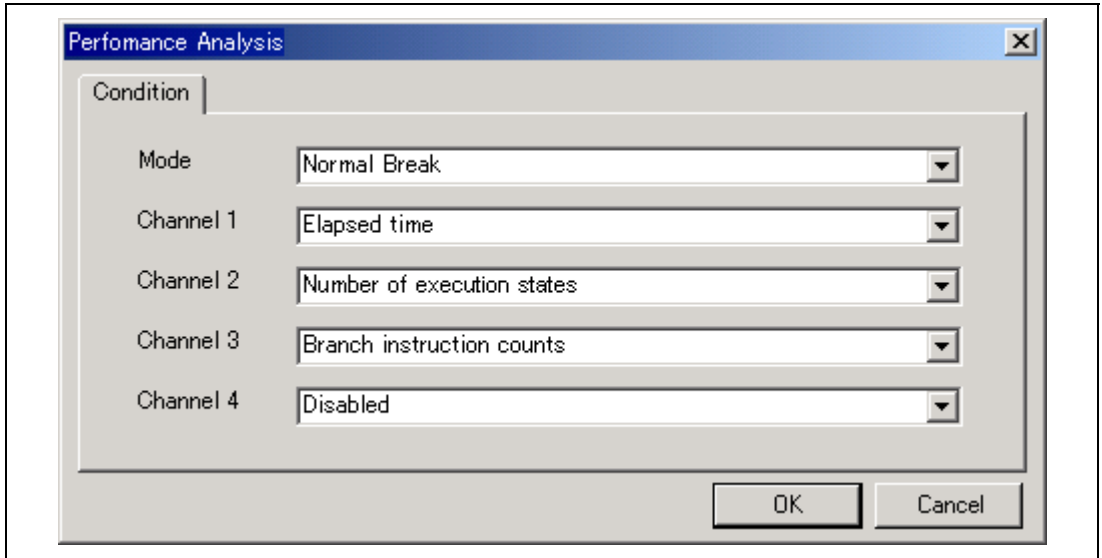 Perfomance Analysis
Condition
Mode Normal Break
Channel 1 Elapsed time
Channel 2 Number of execution states
Channel 3 Branch instruction counts
Channel 4 Disabled
OK Cancel